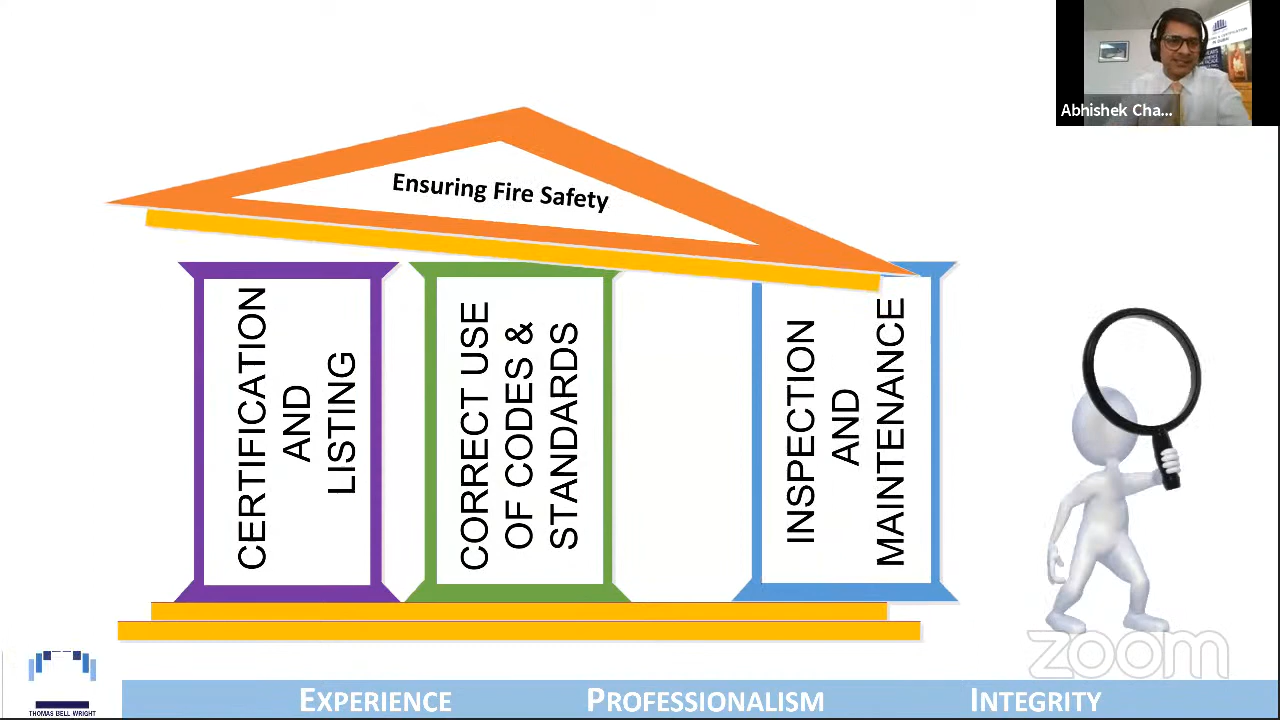 Abhishek Cha...
Ensuring Fire Safety
CERTIFICATION
AND
LISTING
CORRECT USE
OF CODES &
STANDARDS
INSPECTION
AND
MAINTENANCE
zoom
THOMAS BELL WRIGHT
EXPERIENCE PROFESSIONALISM INTEGRITY